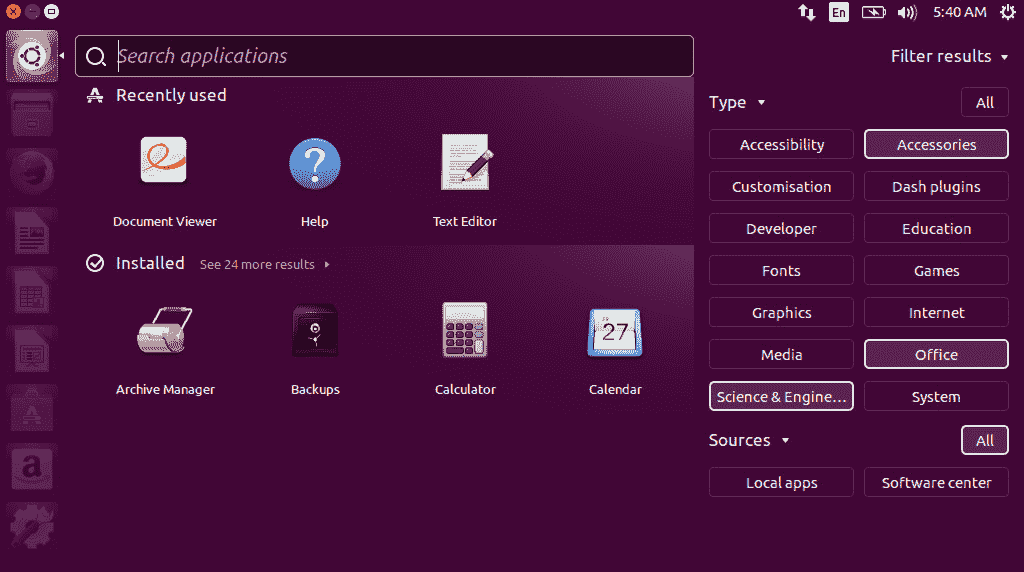 En 5:40 AM
Search applications
Filter results
Recently used
Document Viewer Help Text Editor
Installed See 24 more results
FR
27
Archive Manager Backups Calculator Calendar
Type All
Accessibility Accessories
Customisation Dash plugins
Developer Education
Fonts Games
Graphics Internet
Media Office
Science & Engine... System
Sources All
Local apps Software center
a